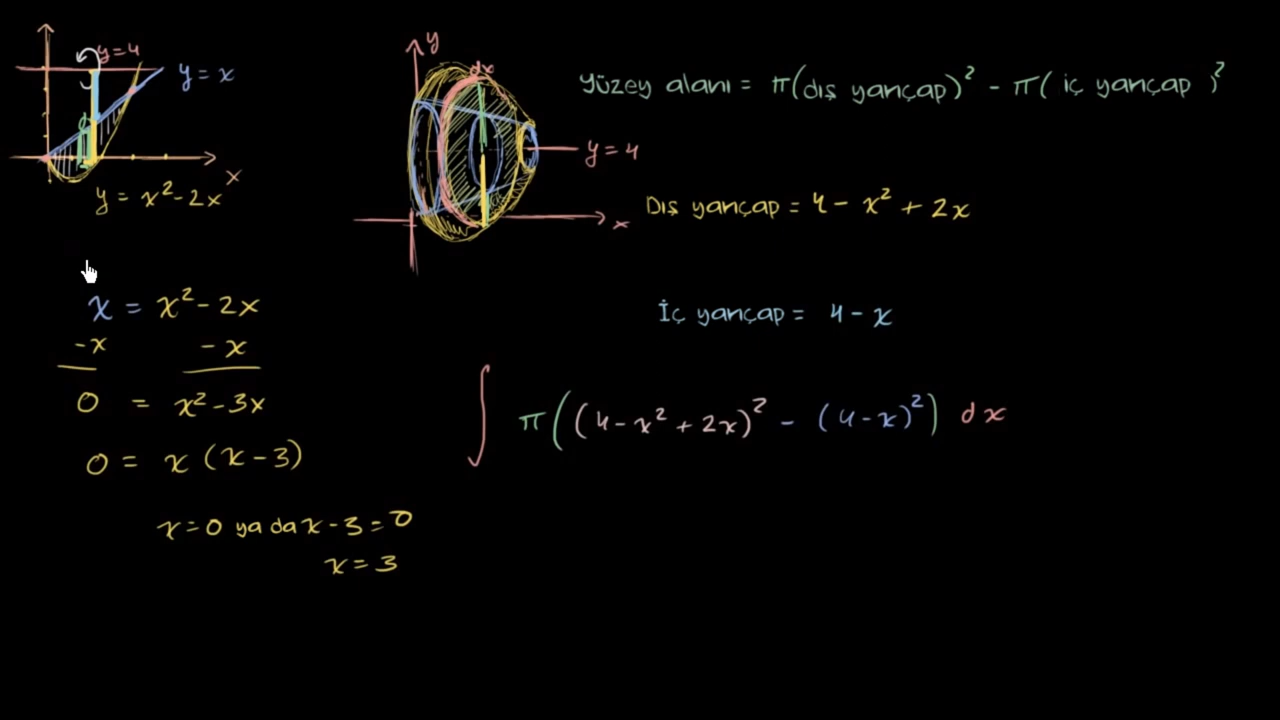 y=4
y = x
x
y = x²-2x
y
dx
y = 4
x
Yüzey alanı = π(dış yarıçap)² - π( iç yarıçap )²
Dış yarıçap = 4 - x² + 2x
İç yarıçap = 4 - x
x = x² - 2x
-x - x
0 = x² - 3x
0 = x (x - 3)
x = 0 ya da x - 3 = 0
x = 3
∫ π((4 - x² + 2x)² - (4 - x)²) dx